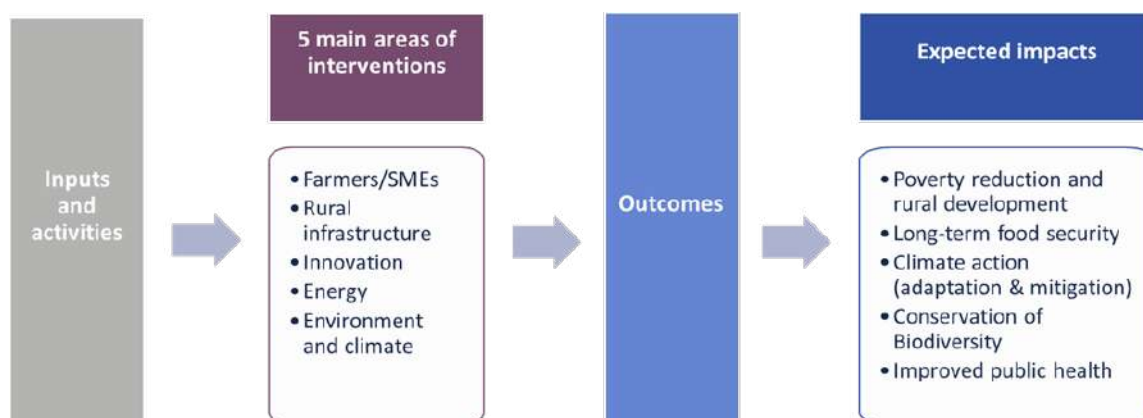 Inputs
and
activities
5 main areas of
interventions
• Farmers/SMEs
• Rural
infrastructure
• Innovation
• Energy
• Environment
and climate
Outcomes
Expected impacts
• Poverty reduction and
rural development
• Long-term food security
• Climate action
(adaptation & mitigation)
• Conservation of
Biodiversity
• Improved public health